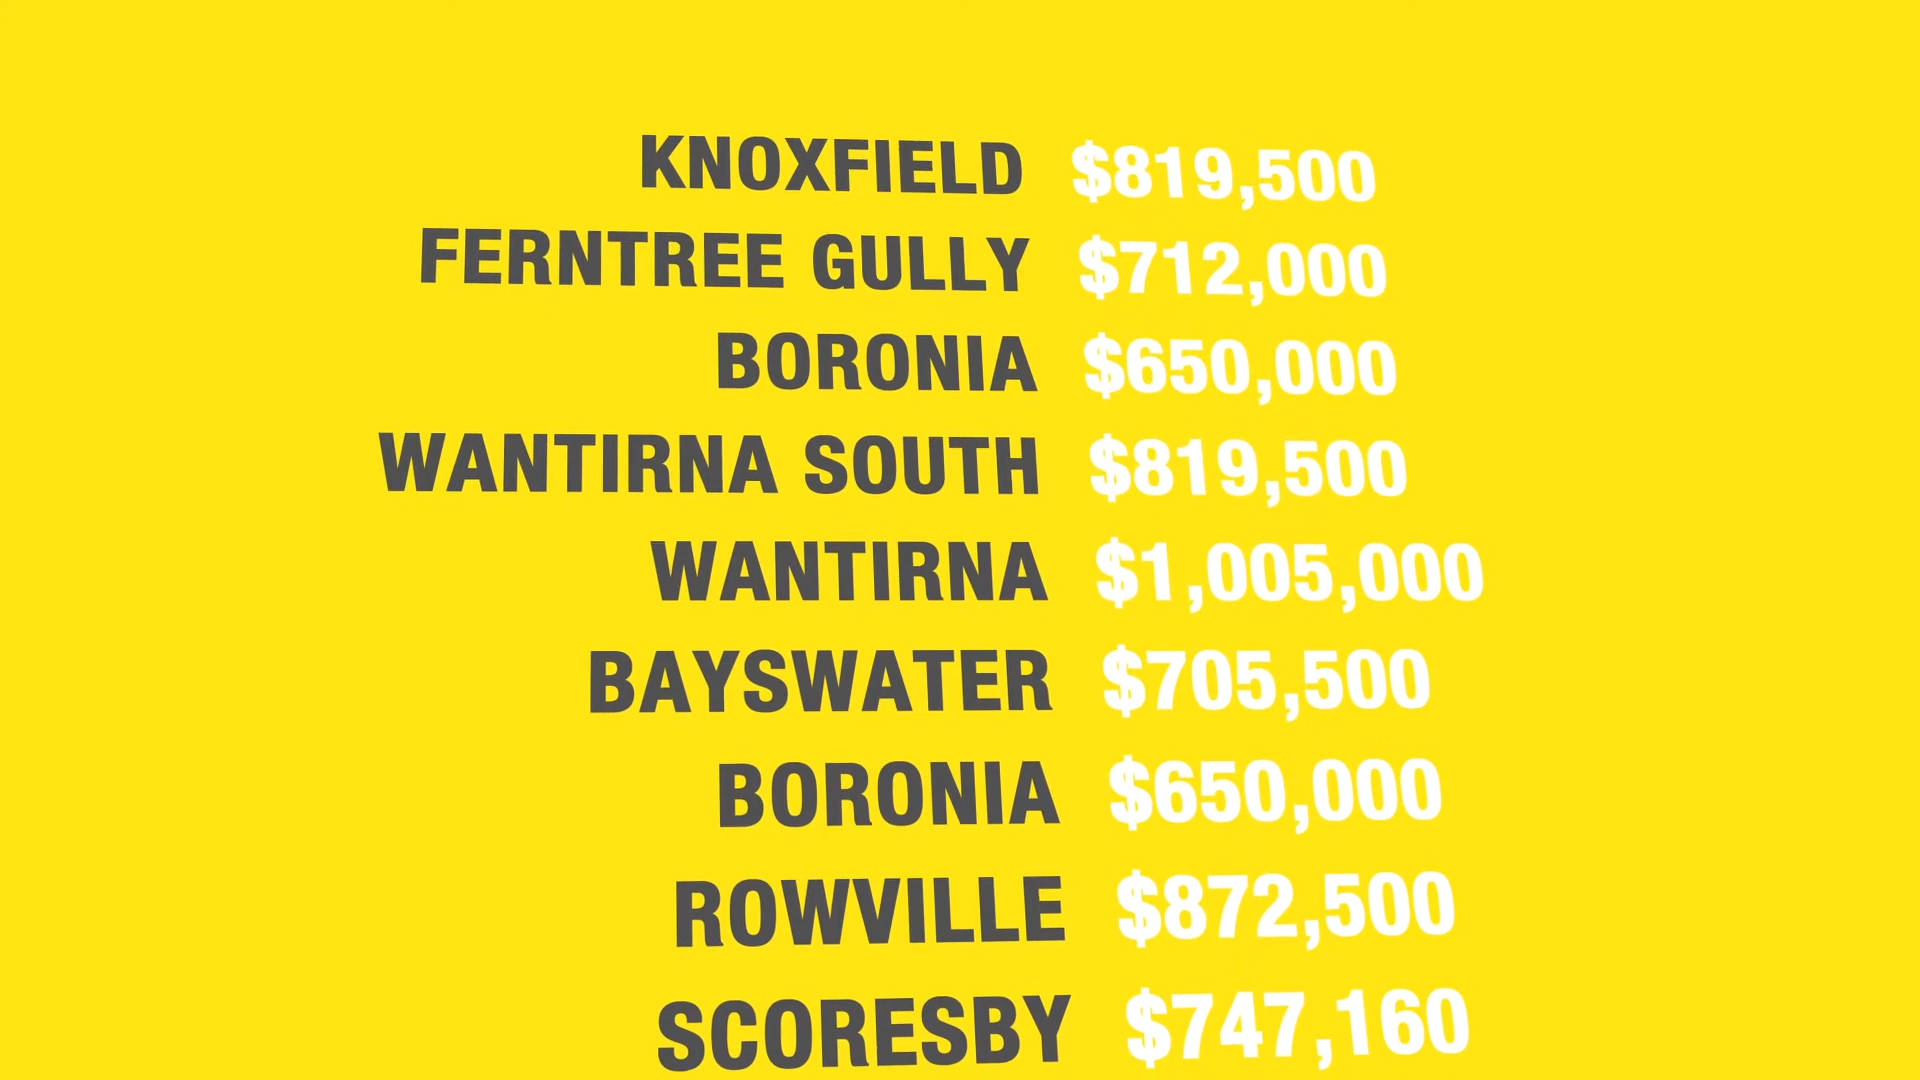 KNOXFIELD $819,500
FERNTREE GULLY $712,000
BORONIA $650,000
WANTIRNA SOUTH $819,500
WANTIRNA $1,005,000
BAYSWATER $705,500
BORONIA $650,000
ROWVILLE $872,500
SCORESBY $747,160